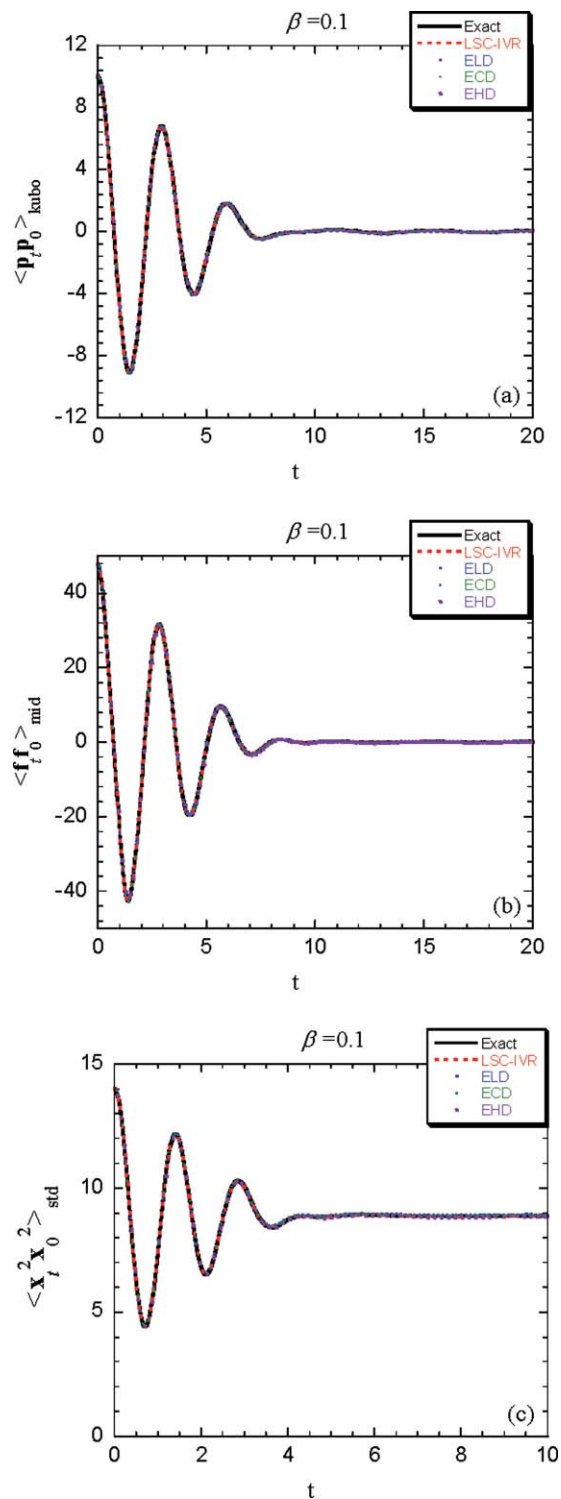 β=0.1
Exact
LSC-IVR
ELD
ECD
EHD
12
8
4
0
-4
-8
-12
<p_t p_0>_kubo
(a)
0 5 10 15 20
t
β=0.1
Exact
LSC-IVR
ELD
ECD
EHD
40
20
0
-20
-40
<f_t f_0>_mid
(b)
0 5 10 15 20
t
β=0.1
Exact
LSC-IVR
ELD
ECD
EHD
15
10
5
0
<x_t^2 x_0^2>_std
(c)
0 2 4 6 8 10
t